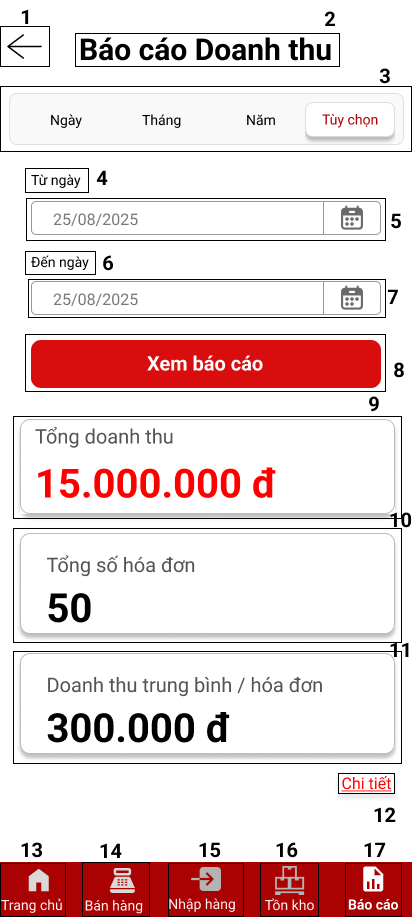 1
2
Báo cáo Doanh thu
3
Ngày Tháng Năm Tùy chọn
Từ ngày 4
25/08/2025 5
Đến ngày 6
25/08/2025 7
Xem báo cáo 8
9
Tổng doanh thu
15.000.000 đ
10
Tổng số hóa đơn
50
11
Doanh thu trung bình / hóa đơn
300.000 đ
Chi tiết
12
13 14 15 16 17
Trang chủ Bán hàng Nhập hàng Tồn kho Báo cáo